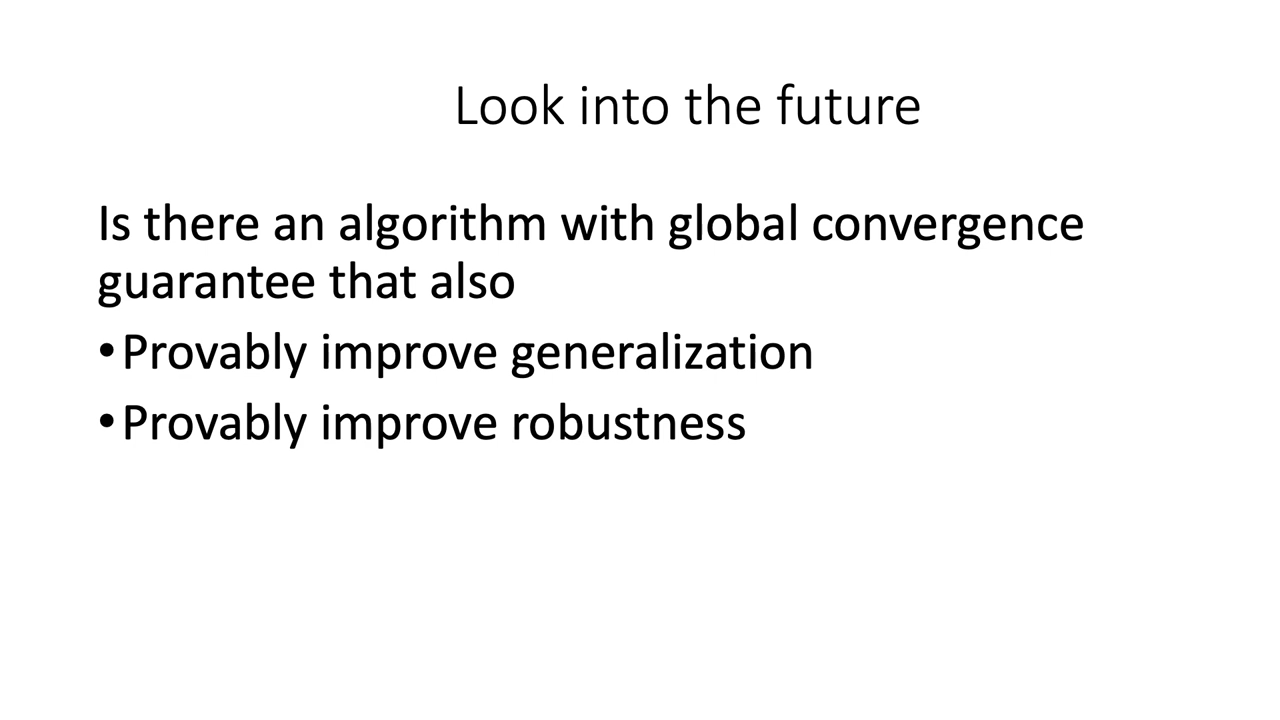 Look into the future
Is there an algorithm with global convergence
guarantee that also
•Provably improve generalization
•Provably improve robustness